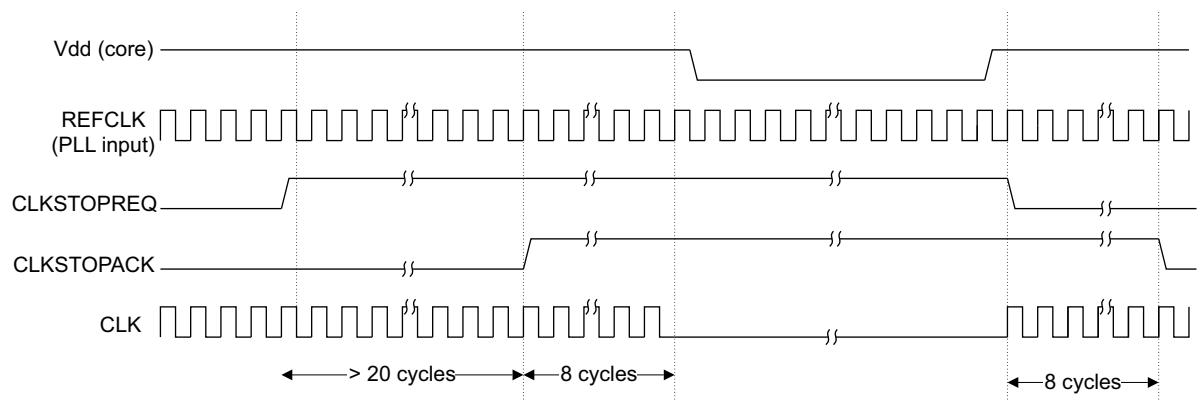 Vdd (core)
REFCLK
(PLL input)
CLKSTOPREQ
CLKSTOPACK
CLK
> 20 cycles
8 cycles
8 cycles